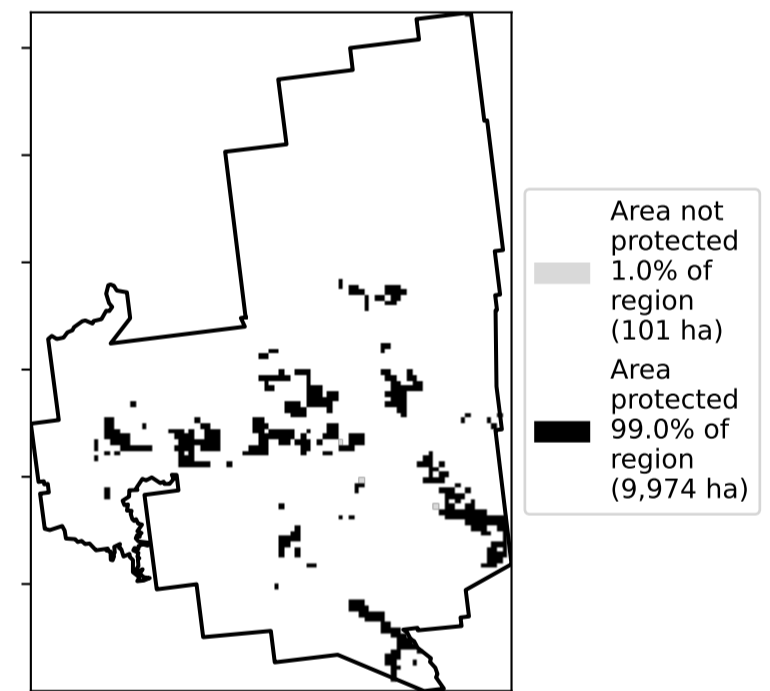 Area not
protected
1.0% of
region
(101 ha)
Area
protected
99.0% of
region
(9,974 ha)